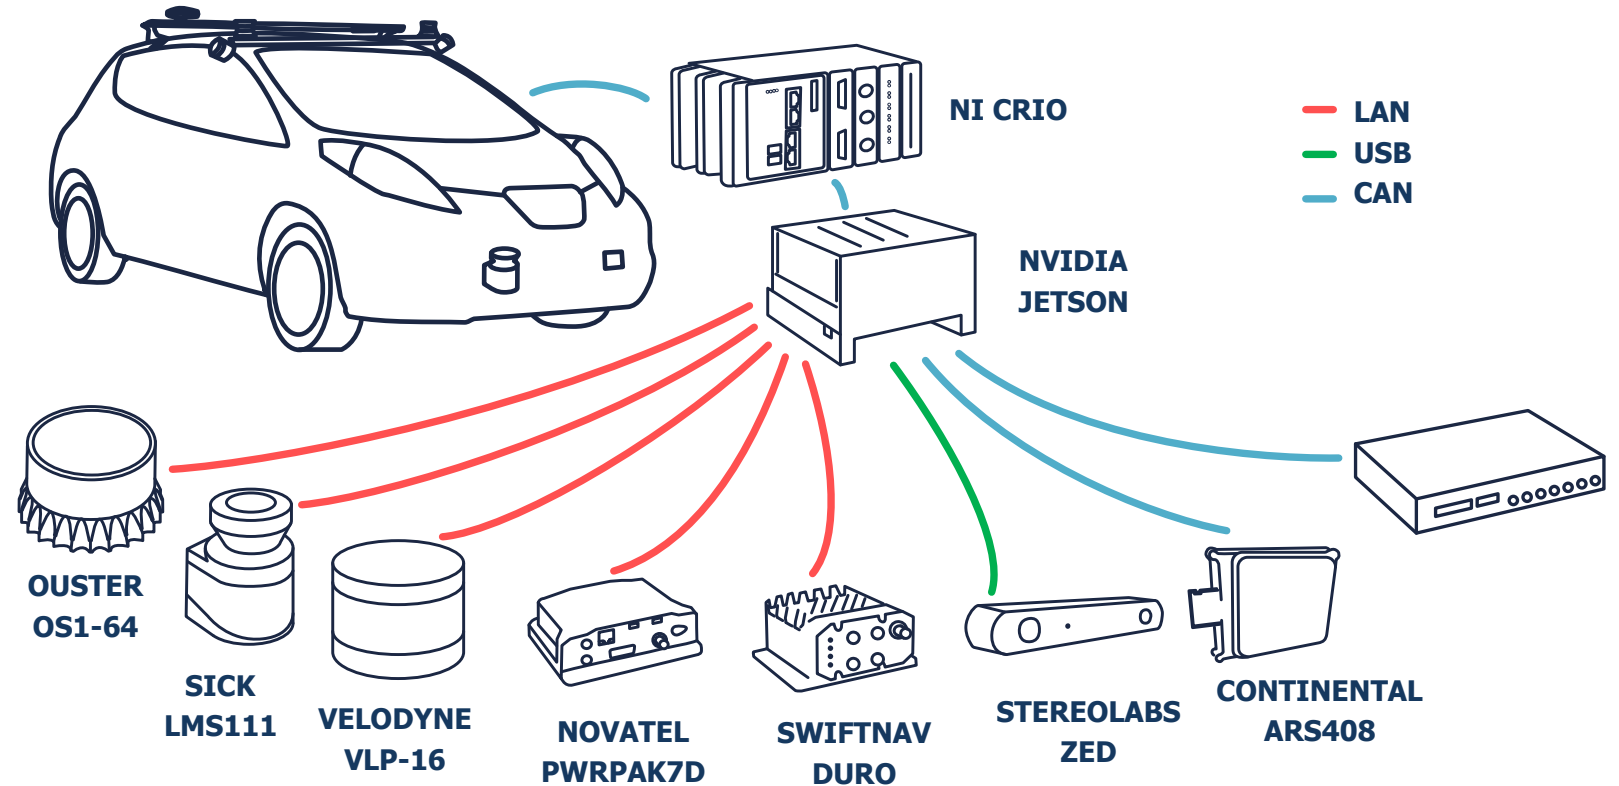 NI CRIO
LAN
USB
CAN
NVIDIA
JETSON
OUSTER
OS1-64
SICK
LMS111
VELODYNE
VLP-16
NOVATEL
PWRPAK7D
SWIFTNAV
DURO
STEREOLABS
ZED
CONTINENTAL
ARS408